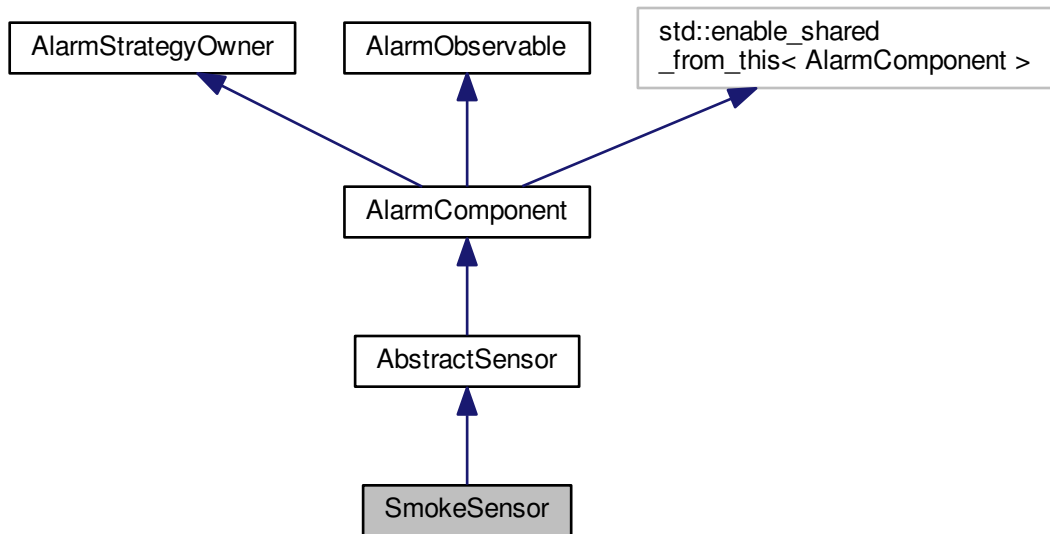 AlarmStrategyOwner
AlarmObservable
std::enable_shared
_from_this< AlarmComponent >
AlarmComponent
AbstractSensor
SmokeSensor